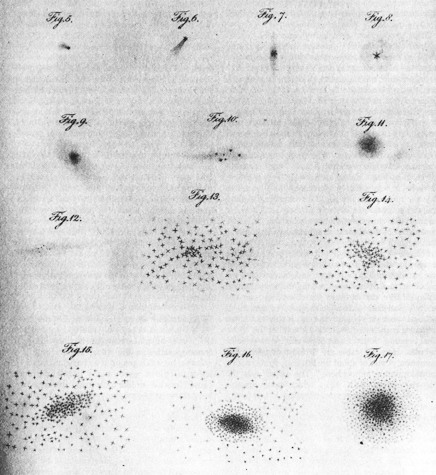 Fig. 5. Fig. 6. Fig. 7. Fig. 8.
Fig. 9. Fig. 10. Fig. 11.
Fig. 12. Fig. 13. Fig. 14.
Fig. 15. Fig. 16. Fig. 17.